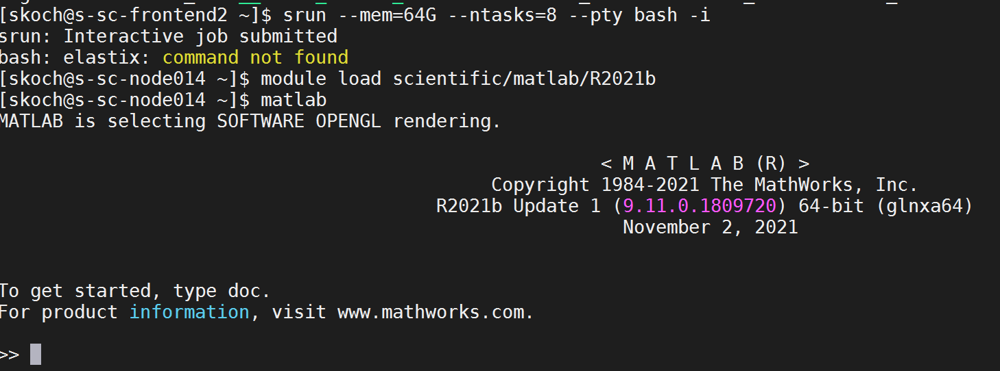 [skoch@s-sc-frontend2 ~]$ srun --mem=64G --ntasks=8 --pty bash -i
srun: Interactive job submitted
bash: elastix: command not found
[skoch@s-sc-node014 ~]$ module load scientific/matlab/R2021b
[skoch@s-sc-node014 ~]$ matlab
MATLAB is selecting SOFTWARE OPENGL rendering.
< M A T L A B (R) >
Copyright 1984-2021 The MathWorks, Inc.
R2021b Update 1 (9.11.0.1809720) 64-bit (glnxa64)
November 2, 2021
To get started, type doc.
For product information, visit www.mathworks.com.
>>